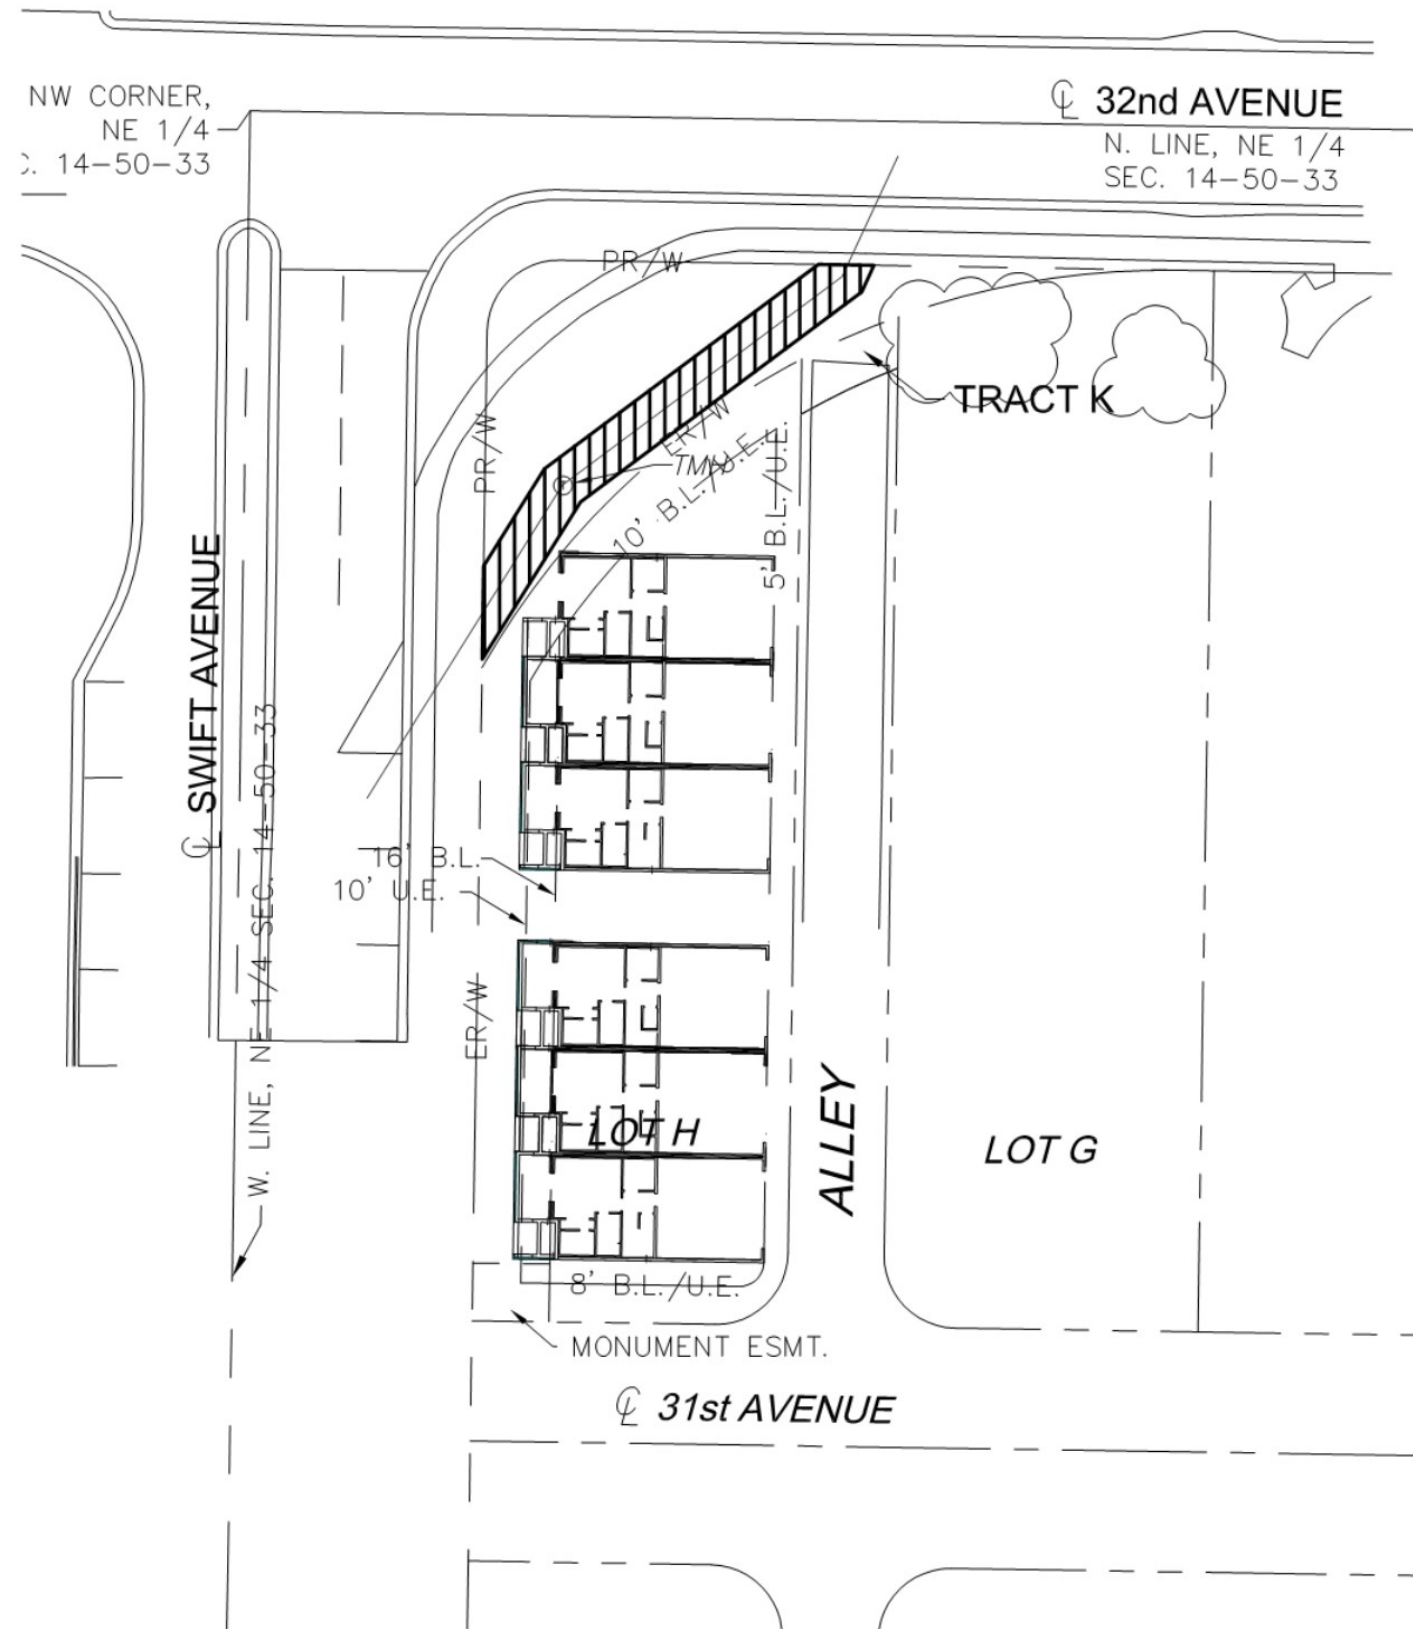 NW CORNER,
NE 1/4
C. 14-50-33
℄ 32nd AVENUE
N. LINE, NE 1/4
SEC. 14-50-33
PR/W
PR/W
TRACT K
ER/W
10' B.L./U.E.
5' B.L./U.E.
℄ SWIFT AVENUE
W. LINE, NE 1/4 SEC. 14-50-33
16' B.L.
10' U.E.
ER/W
LOT H
ALLEY
LOT G
8' B.L./U.E.
MONUMENT ESMT.
℄ 31st AVENUE